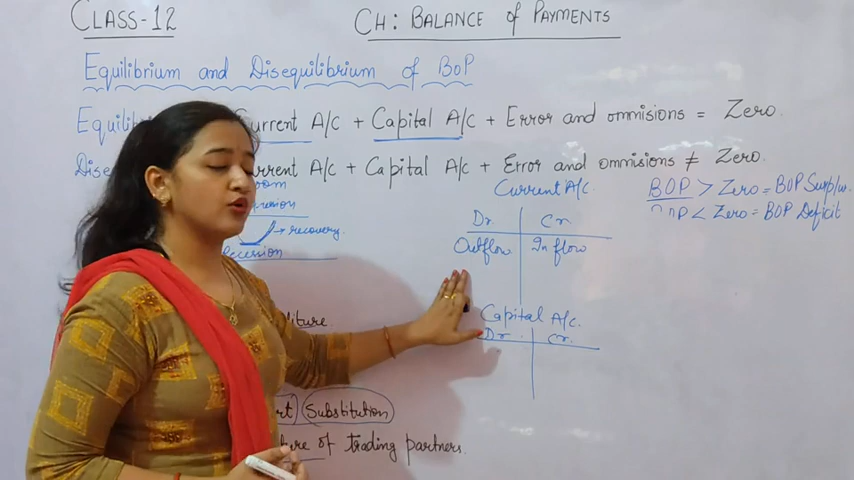 CLASS-12
CH: BALANCE of PAYMENTS
Equilibrium and Disequilibrium of BOP
Current A/C + Capital A/C + Error and ommisions = Zero.
Current A/C + Capital A/C + Error and ommisions ≠ Zero.
Current A/C.
Dr. Cr
Outflow In flow
BOP > Zero = BOP Surplus.
< Zero = BOP Deficit
→ recovery.
Capital A/c.
Dr. Cr.
Substitution
of trading partners.